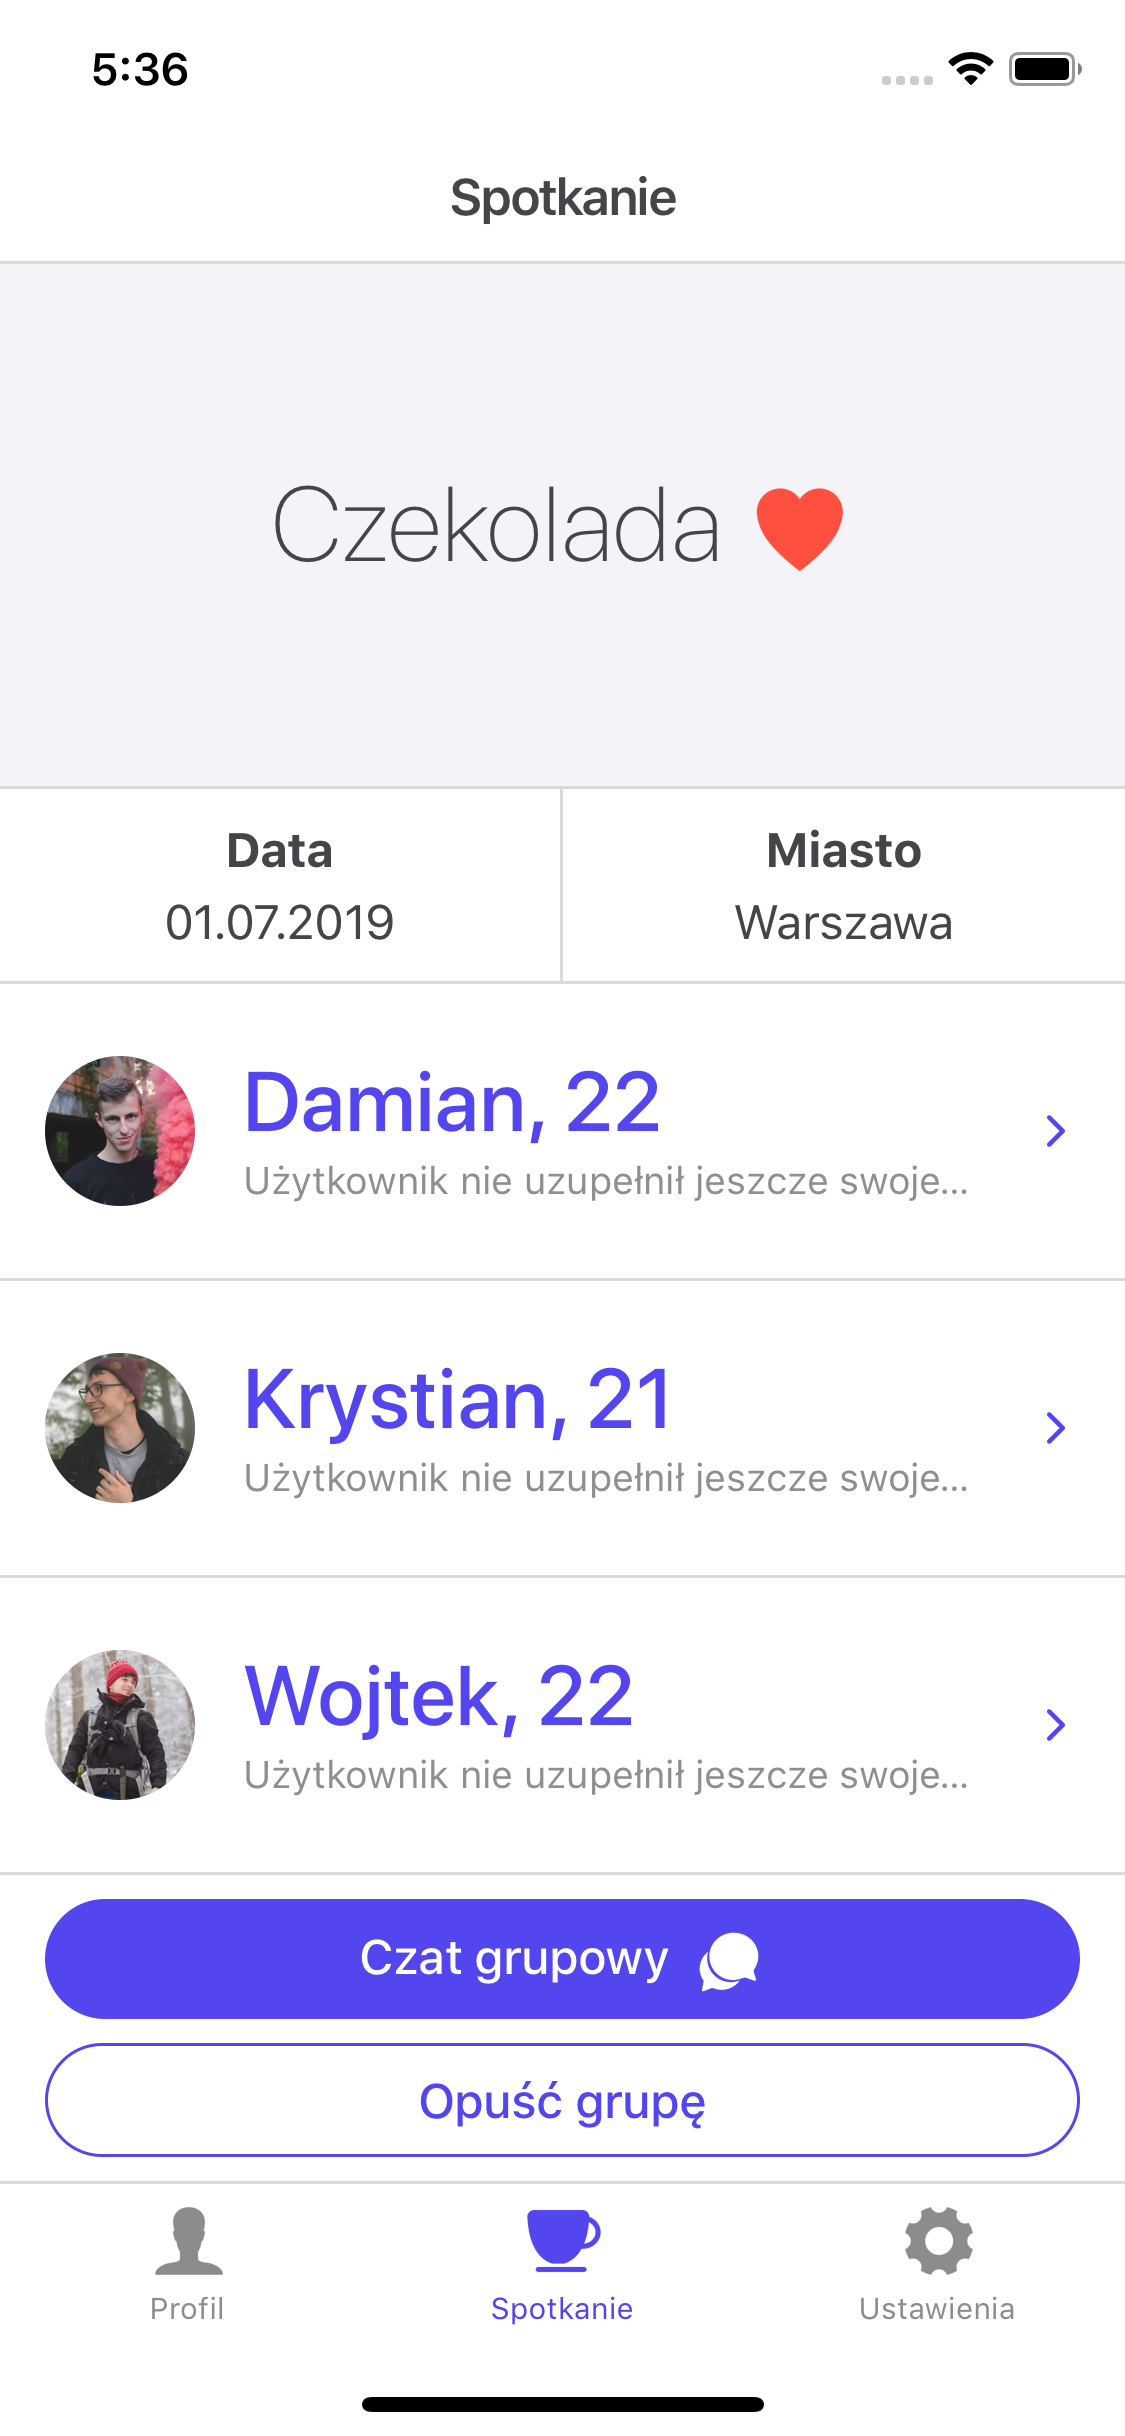 5:36
Spotkanie
Czekolada ❤
Data
01.07.2019
Miasto
Warszawa
Damian, 22
Użytkownik nie uzupełnił jeszcze swoje...
Krystian, 21
Użytkownik nie uzupełnił jeszcze swoje...
Wojtek, 22
Użytkownik nie uzupełnił jeszcze swoje...
Czat grupowy
Opuść grupę
Profil
Spotkanie
Ustawienia